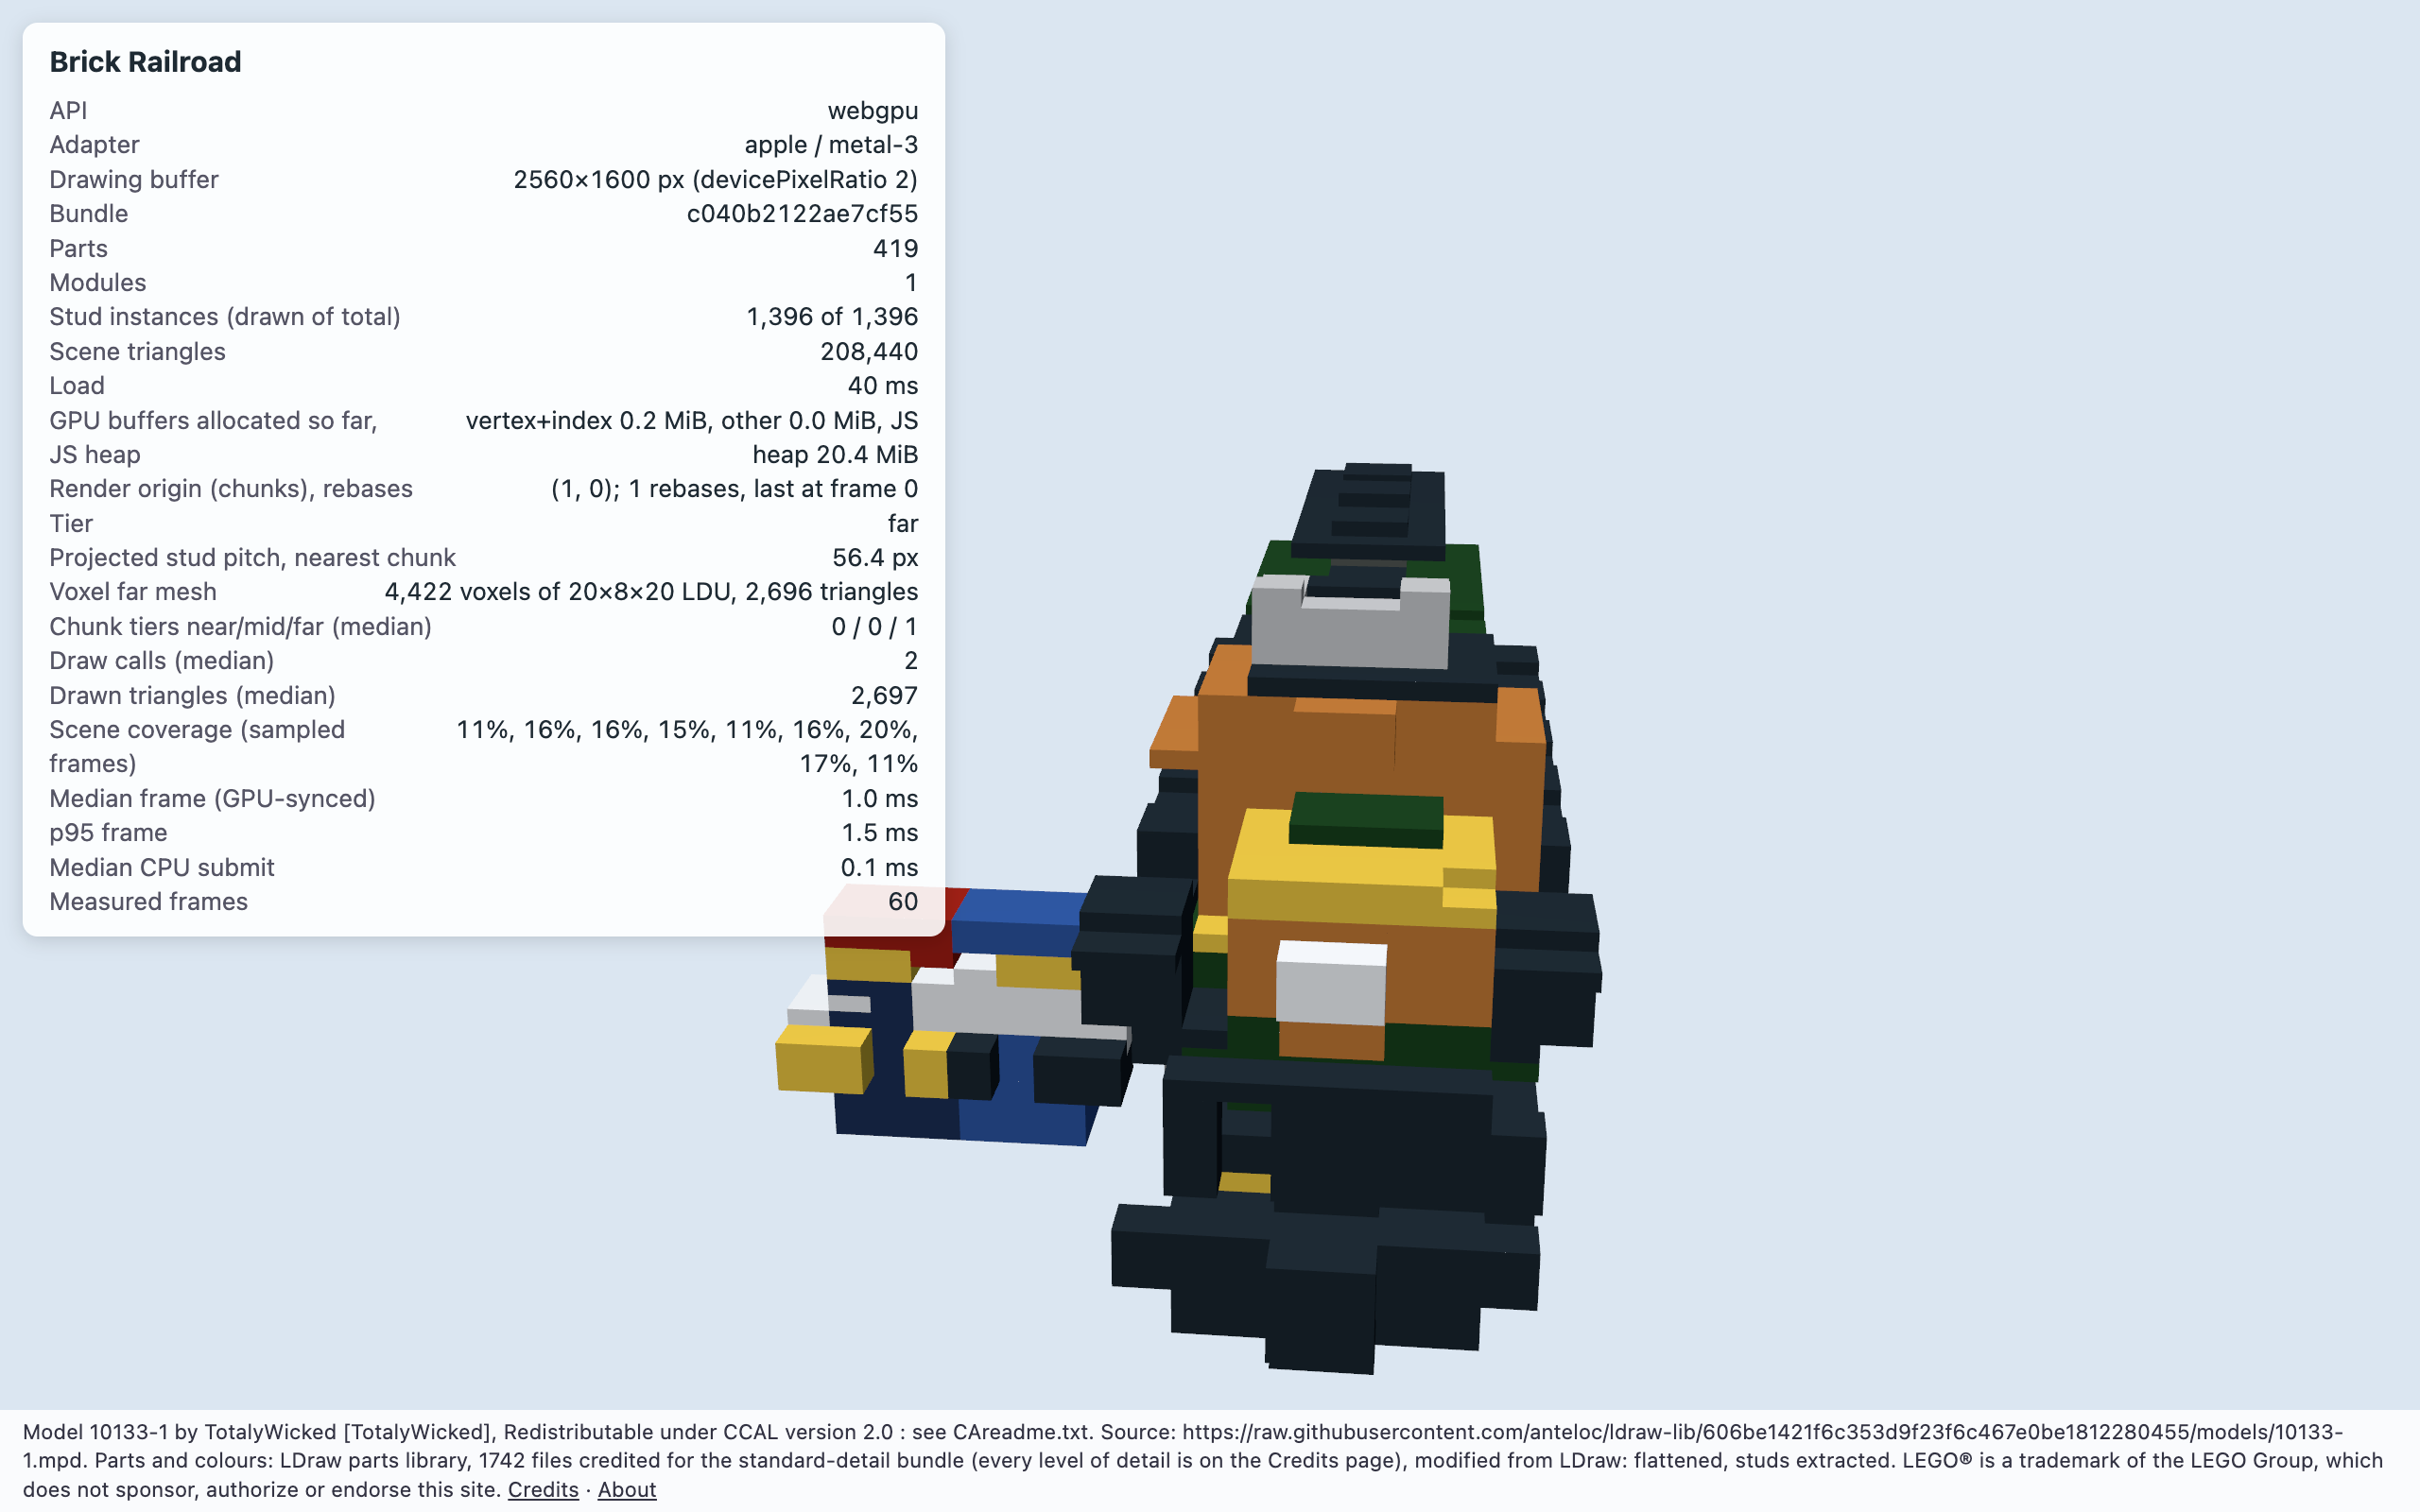 Brick Railroad
API webgpu
Adapter apple / metal-3
Drawing buffer 2560×1600 px (devicePixelRatio 2)
Bundle c040b2122ae7cf55
Parts 419
Modules 1
Stud instances (drawn of total) 1,396 of 1,396
Scene triangles 208,440
Load 40 ms
GPU buffers allocated so far, vertex+index 0.2 MiB, other 0.0 MiB, JS
JS heap heap 20.4 MiB
Render origin (chunks), rebases (1, 0); 1 rebases, last at frame 0
Tier far
Projected stud pitch, nearest chunk 56.4 px
Voxel far mesh 4,422 voxels of 20×8×20 LDU, 2,696 triangles
Chunk tiers near/mid/far (median) 0 / 0 / 1
Draw calls (median) 2
Drawn triangles (median) 2,697
Scene coverage (sampled 11%, 16%, 16%, 15%, 11%, 16%, 20%,
frames) 17%, 11%
Median frame (GPU-synced) 1.0 ms
p95 frame 1.5 ms
Median CPU submit 0.1 ms
Measured frames 60
Model 10133-1 by TotalyWicked [TotalyWicked], Redistributable under CCAL version 2.0 : see CAreadme.txt. Source: https://raw.githubusercontent.com/anteloc/ldraw-lib/606be1421f6c353d9f23f6c467e0be1812280455/models/10133-
1.mpd. Parts and colours: LDraw parts library, 1742 files credited for the standard-detail bundle (every level of detail is on the Credits page), modified from LDraw: flattened, studs extracted. LEGO® is a trademark of the LEGO Group, which
does not sponsor, authorize or endorse this site. Credits · About